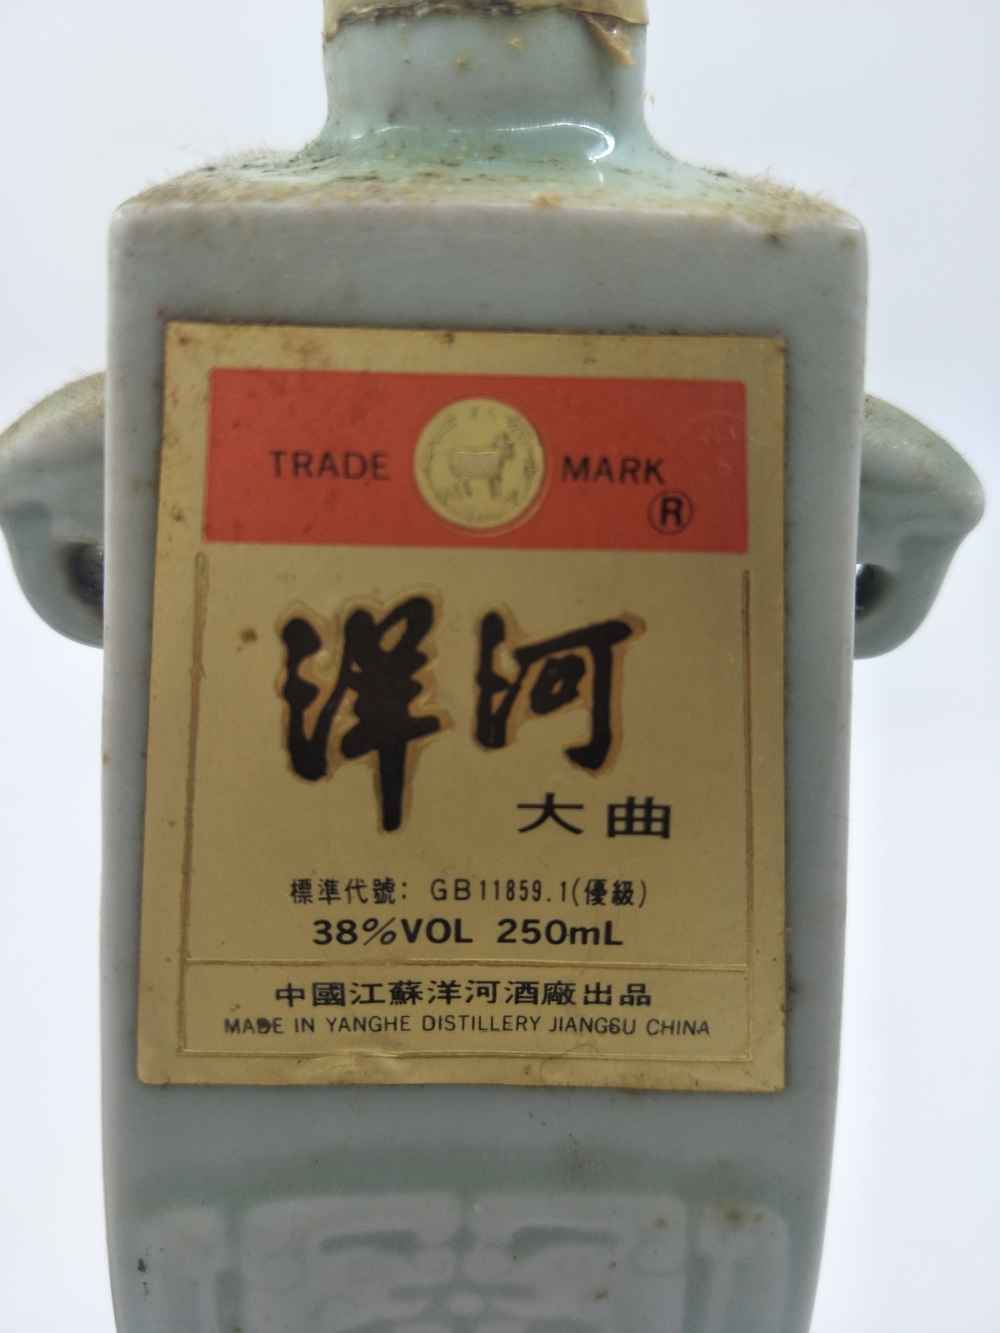 TRADE MARK
®
洋河
大曲
標準代號: GB11859.1(優級)
38%VOL 250mL
中國江蘇洋河酒廠出品
MADE IN YANGHE DISTILLERY JIANGSU CHINA